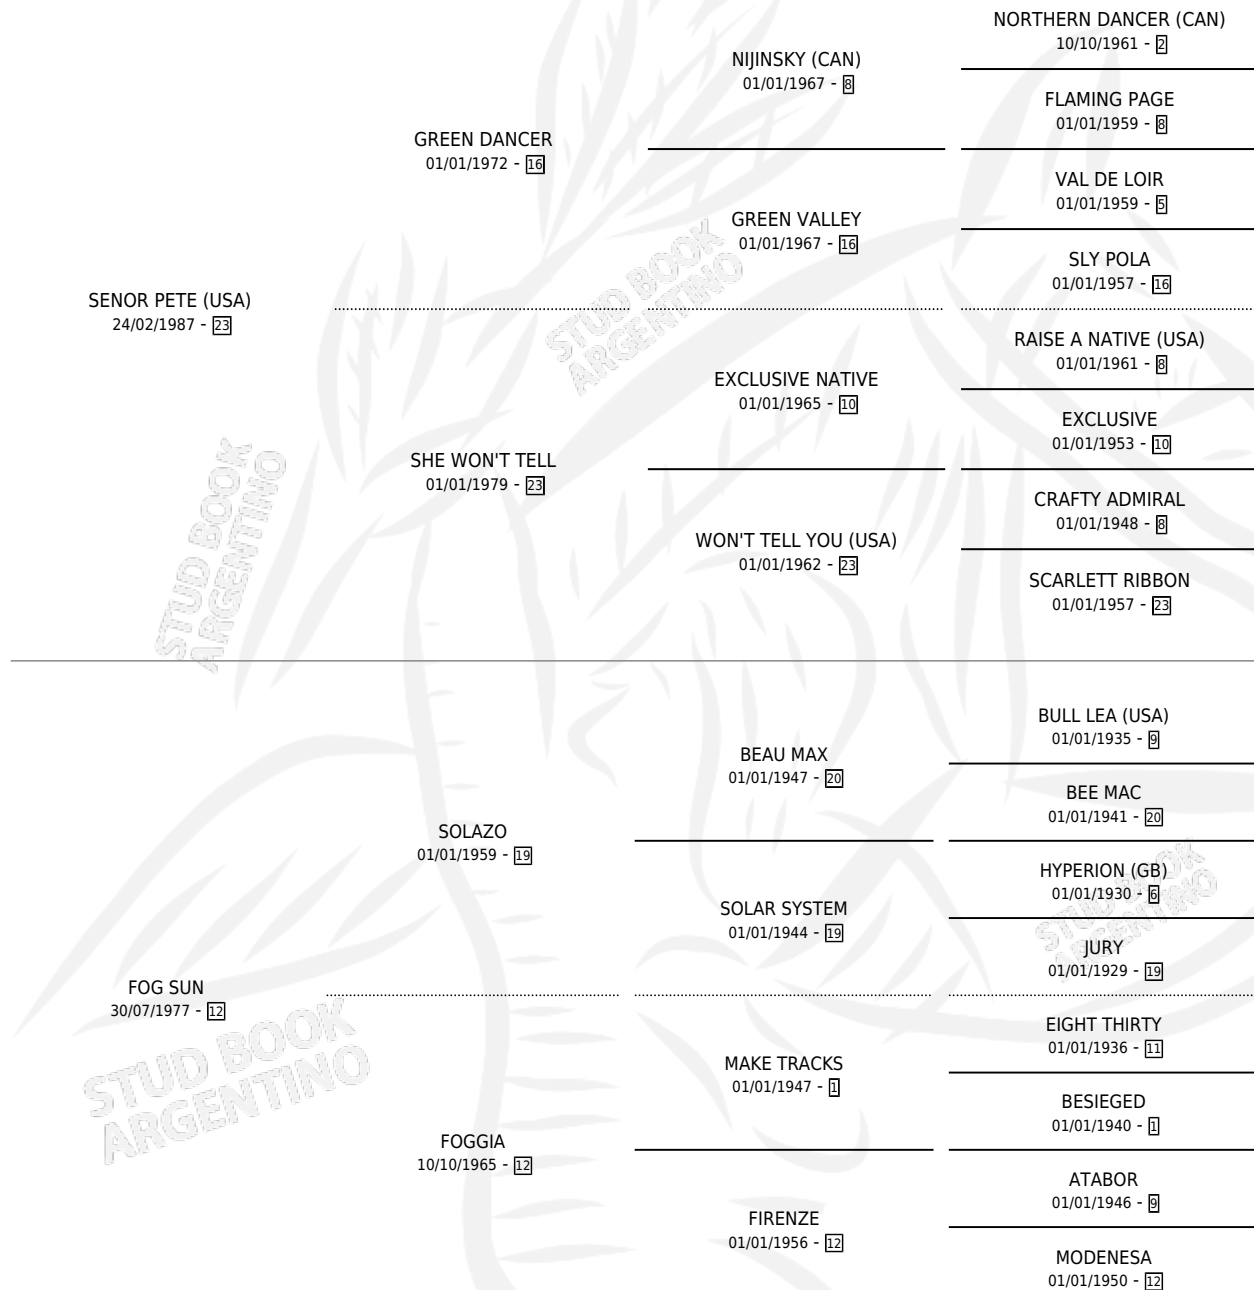 NORTHERN DANCER (CAN)
10/10/1961 - 2
NIJINSKY (CAN)
01/01/1967 - 8
FLAMING PAGE
01/01/1959 - 8
GREEN DANCER
01/01/1972 - 16
VAL DE LOIR
01/01/1959 - 5
GREEN VALLEY
01/01/1967 - 16
SLY POLA
01/01/1957 - 16
SENOR PETE (USA)
24/02/1987 - 23
RAISE A NATIVE (USA)
01/01/1961 - 8
EXCLUSIVE NATIVE
01/01/1965 - 10
EXCLUSIVE
01/01/1953 - 10
SHE WON'T TELL
01/01/1979 - 23
CRAFTY ADMIRAL
01/01/1948 - 8
WON'T TELL YOU (USA)
01/01/1962 - 23
SCARLETT RIBBON
01/01/1957 - 23
STUD BOOK
ARGENTINO
STUD BOOK
ARGENTINO
BULL LEA (USA)
01/01/1935 - 9
BEAU MAX
01/01/1947 - 20
BEE MAC
01/01/1941 - 20
SOLAZO
01/01/1959 - 19
HYPERION (GB)
01/01/1930 - 6
SOLAR SYSTEM
01/01/1944 - 19
JURY
01/01/1929 - 19
STUD BOOK
ARGENTINO
FOG SUN
30/07/1977 - 12
EIGHT THIRTY
01/01/1936 - 11
MAKE TRACKS
01/01/1947 - 1
BESIEGED
01/01/1940 - 1
FOGGIA
10/10/1965 - 12
ATABOR
01/01/1946 - 9
FIRENZE
01/01/1956 - 12
MODENESA
01/01/1950 - 12
STUD BOOK
ARGENTINO